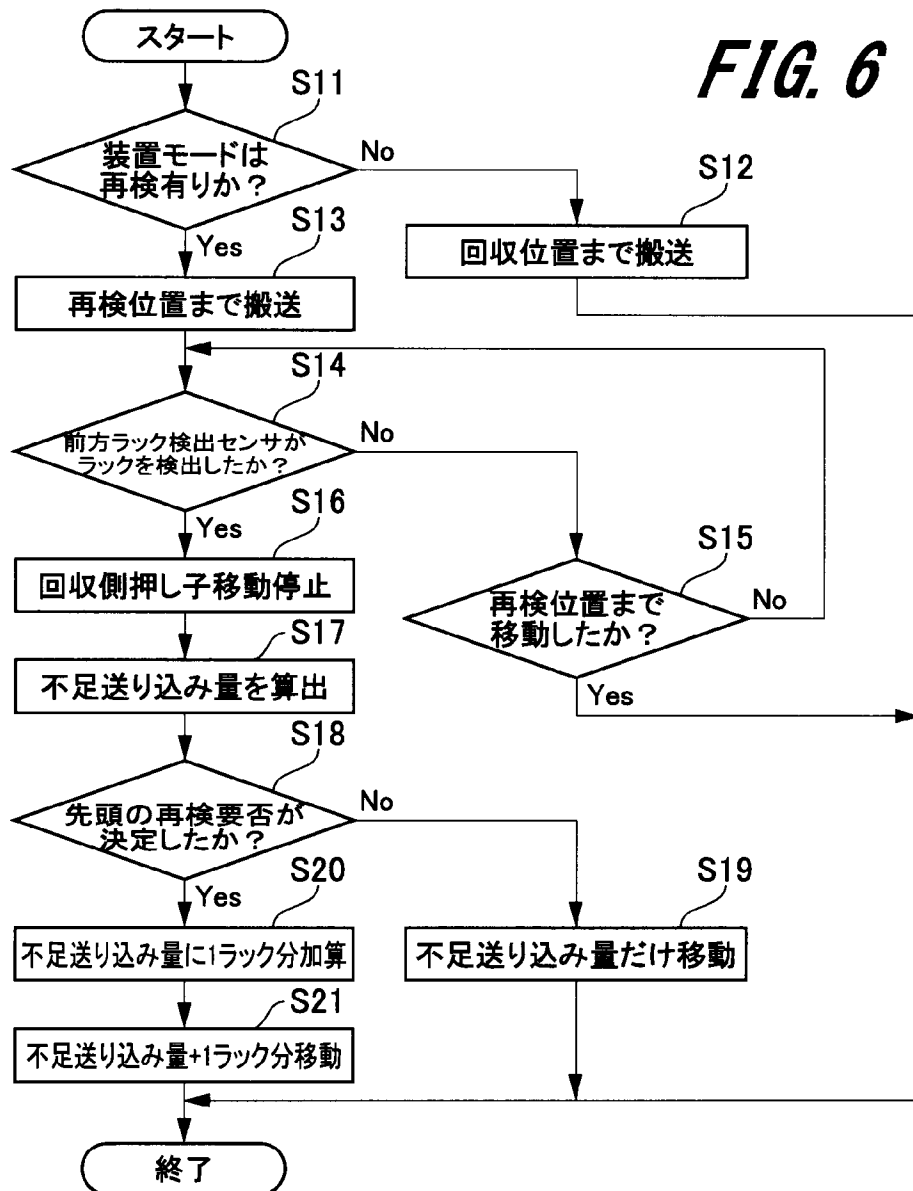 FIG. 6
スタート
S11
装置モードは
再検有りか？
No
Yes
S12
回収位置まで搬送
S13
再検位置まで搬送
S14
前方ラック検出センサが
ラックを検出したか？
No
Yes
S15
再検位置まで
移動したか？
No
Yes
S16
回収側押し子移動停止
S17
不足送り込み量を算出
S18
先頭の再検要否が
決定したか？
No
Yes
S19
不足送り込み量だけ移動
S20
不足送り込み量に1ラック分加算
S21
不足送り込み量+1ラック分移動
終了